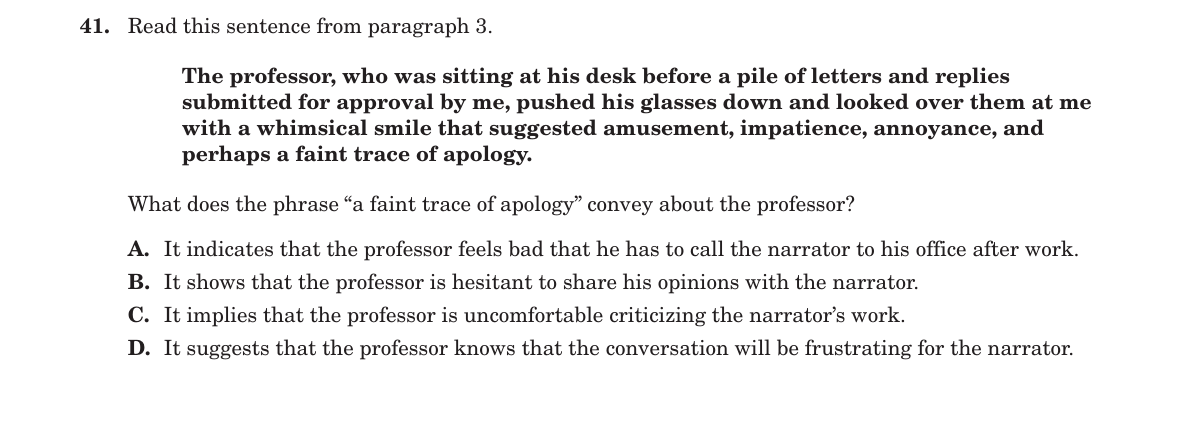 41. Read this sentence from paragraph 3.
The professor, who was sitting at his desk before a pile of letters and replies
submitted for approval by me, pushed his glasses down and looked over them at me
with a whimsical smile that suggested amusement, impatience, annoyance, and
perhaps a faint trace of apology.
What does the phrase “a faint trace of apology” convey about the professor?
A. It indicates that the professor feels bad that he has to call the narrator to his office after work.
B. It shows that the professor is hesitant to share his opinions with the narrator.
C. It implies that the professor is uncomfortable criticizing the narrator’s work.
D. It suggests that the professor knows that the conversation will be frustrating for the narrator.